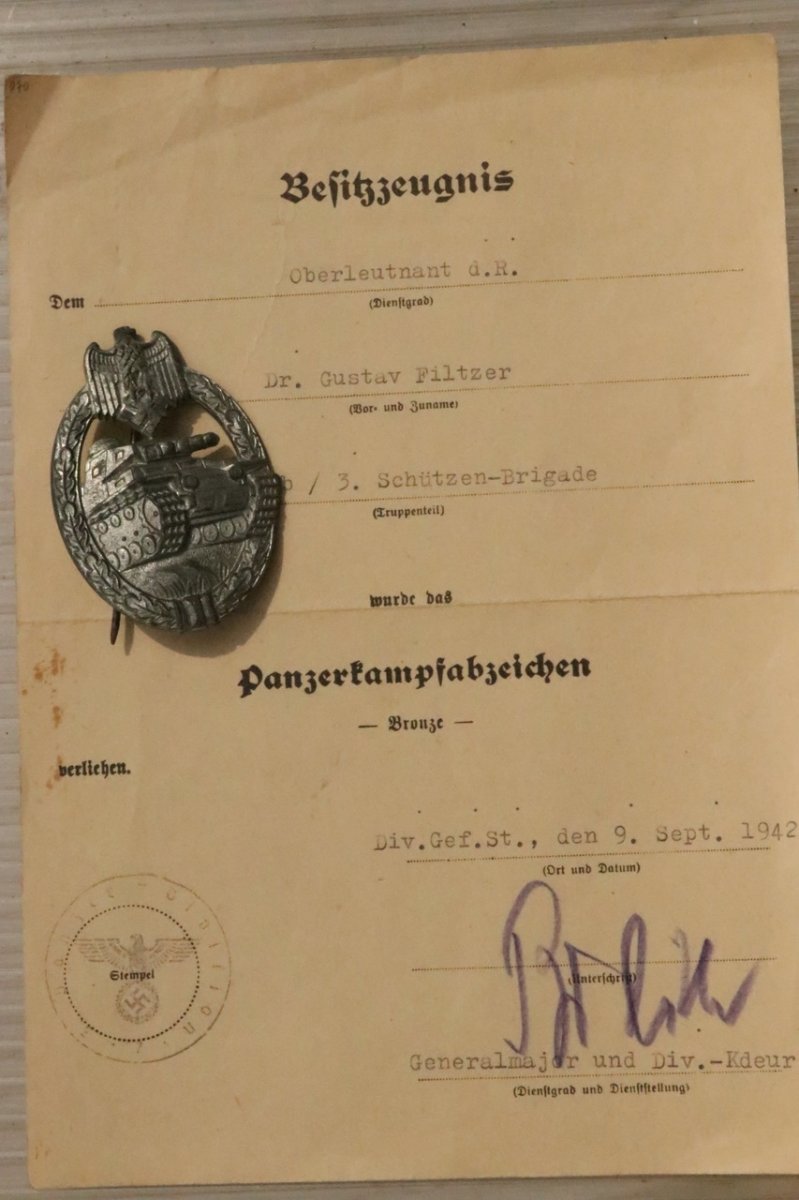 Besitzzeugnis
Oberleutnant d.R.
Dem
(Dienstgrad)
Dr. Gustav Filtzer
(Vor- und Zuname)
/ 3. Schützen-Brigade
(Truppenteil)
wurde das
Panzerkampfabzeichen
— Bronze —
verliehen.
Div.Gef.St., den 9. Sept. 1942
(Ort und Datum)
Stempel
(Unterschrift)
Generalmajor und Div.-Kdeur
(Dienstgrad und Dienststellung)